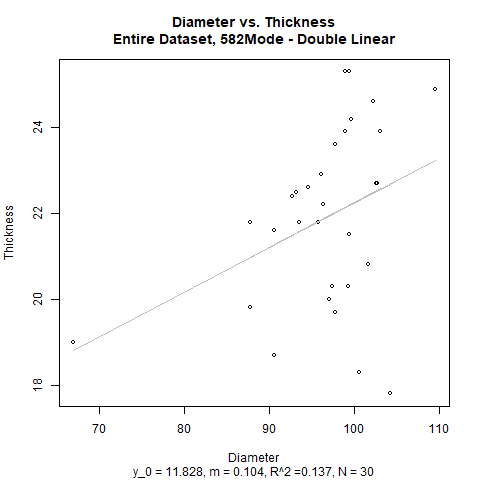 Diameter vs. Thickness
Entire Dataset, 582Mode - Double Linear
Thickness
24
22
20
18
70 80 90 100 110
Diameter
y_0 = 11.828, m = 0.104, R^2 =0.137, N = 30